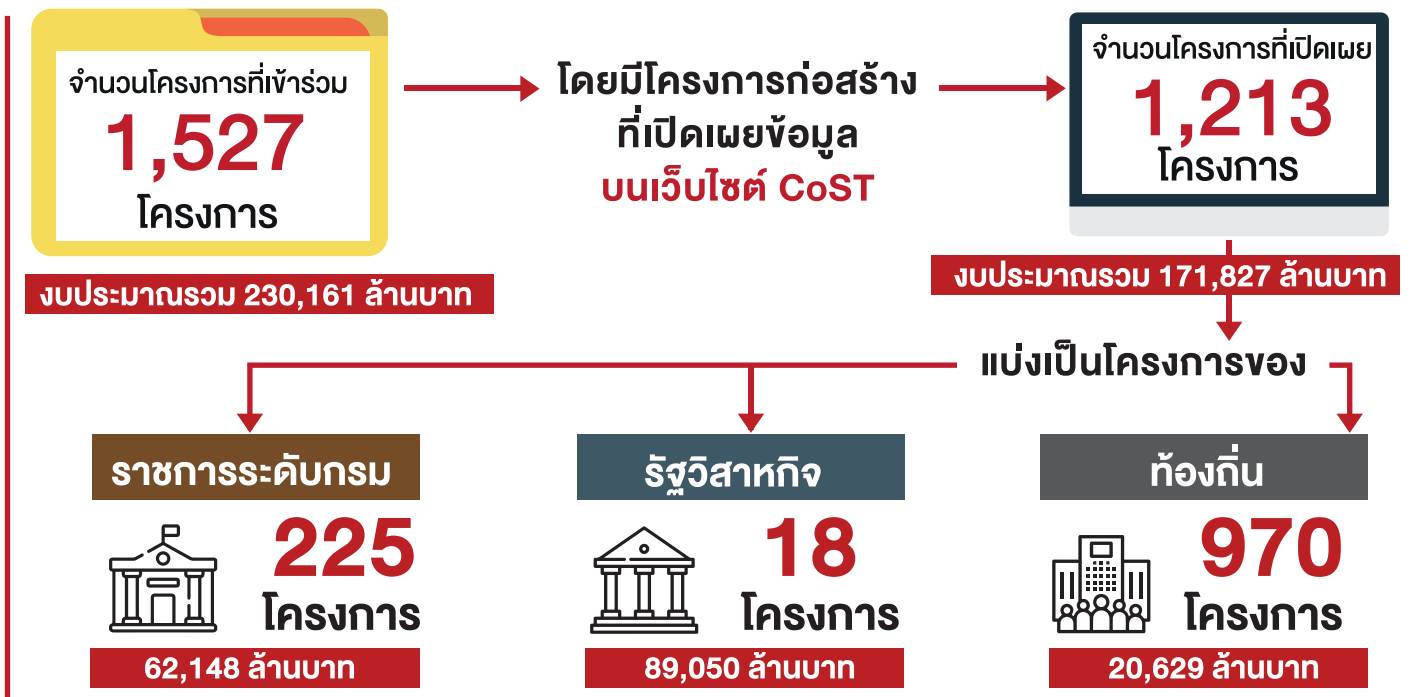 จำนวนโครงการที่เข้าร่วม
1,527
โครงการ
งบประมาณรวม 230,161 ล้านบาท
โดยมีโครงการก่อสร้าง
ที่เปิดเผยข้อมูล
บนเว็บไซต์ CoST
จำนวนโครงการที่เปิดเผย
1,213
โครงการ
งบประมาณรวม 171,827 ล้านบาท
แบ่งเป็นโครงการของ
ราชการระดับกรม
225
โครงการ
62,148 ล้านบาท
รัฐวิสาหกิจ
18
โครงการ
89,050 ล้านบาท
ท้องถิ่น
970
โครงการ
20,629 ล้านบาท